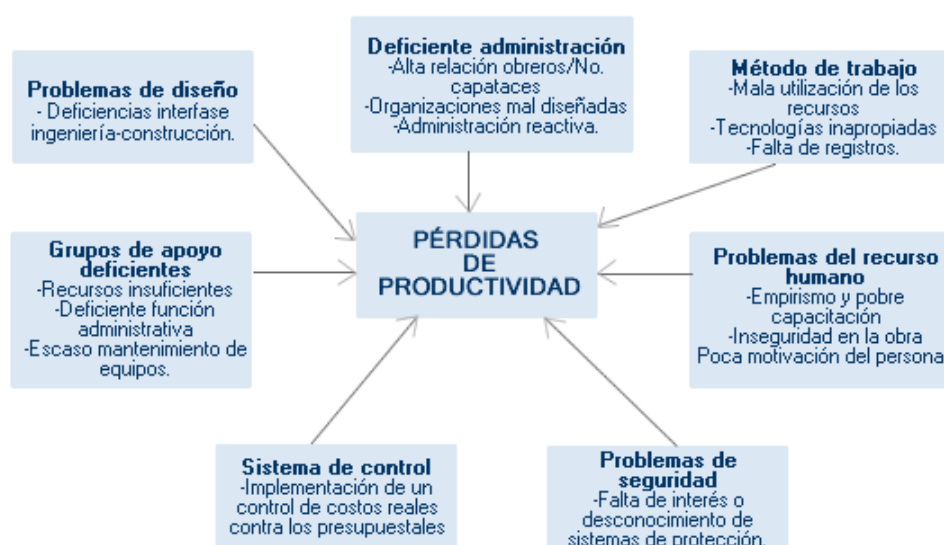 Problemas de diseño
- Deficiencias interfase
ingeniería-construcción.
Deficiente administración
-Alta relación obreros/No.
capataces
-Organizaciones mal diseñadas
-Administración reactiva.
Método de trabajo
-Mala utilización de los
recursos
-Tecnologías inapropiadas
-Falta de registros.
Grupos de apoyo
deficientes
-Recursos insuficientes
-Deficiente función
administrativa
-Escaso mantenimiento de
equipos.
PÉRDIDAS
DE
PRODUCTIVIDAD
Problemas del recurso
humano
-Empirismo y pobre
capacitación
-Inseguridad en la obra
Poca motivación del persona
Sistema de control
-Implementación de un
control de costos reales
contra los presupuestales
Problemas de
seguridad
-Falta de interés o
desconocimiento de
sistemas de protección.